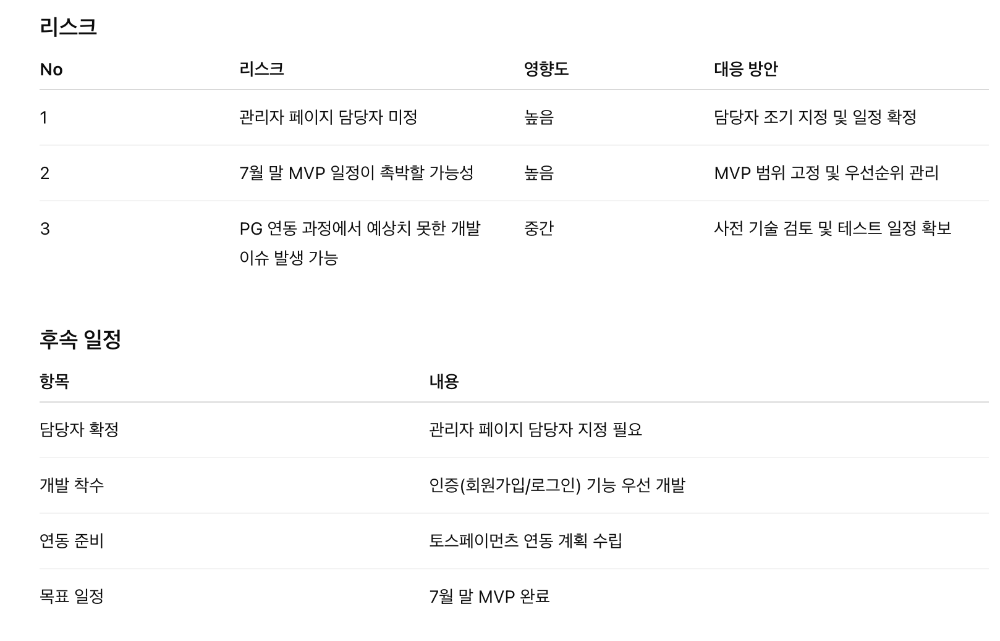 리스크
No 리스크 영향도 대응 방안
1 관리자 페이지 담당자 미정 높음 담당자 조기 지정 및 일정 확정
2 7월 말 MVP 일정이 촉박할 가능성 높음 MVP 범위 고정 및 우선순위 관리
3 PG 연동 과정에서 예상치 못한 개발 중간 사전 기술 검토 및 테스트 일정 확보
이슈 발생 가능
후속 일정
항목 내용
담당자 확정 관리자 페이지 담당자 지정 필요
개발 착수 인증(회원가입/로그인) 기능 우선 개발
연동 준비 토스페이먼츠 연동 계획 수립
목표 일정 7월 말 MVP 완료